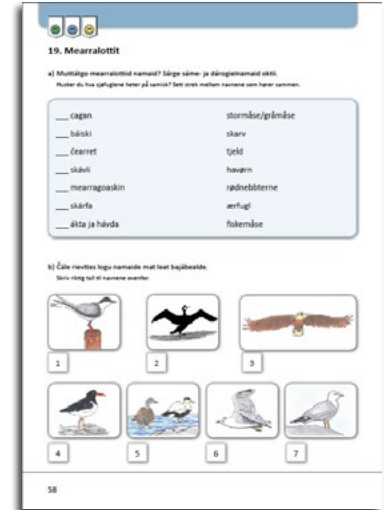 19. Mearralottit
a) Muittátgo mearralottiid namaid? Sárgo sáme- ja dárogielnamaid oktii.
Husker du hva sjøfuglene heter på samisk? Sett strek mellom navnene som hører sammen.
___ cagan stormåse/gråmåse
___ báiski skarv
___ čearret tjeld
___ skávli havørn
___ mearragoaskin rødnebbterne
___ skárfa ærfugl
___ ákta ja hávda fiskemåse
b) Čále rievttes logu namaide mat leat bajábealde.
Skriv riktig tall til navnene ovenfor.
1 2 3
4 5 6 7
58